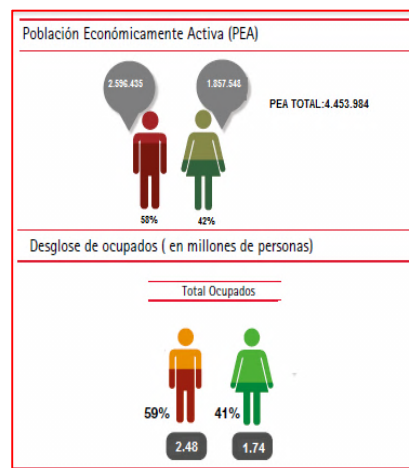 Población Económicamente Activa (PEA)
2.596.435
1.857.548
PEA TOTAL:4.453.984
58%
42%
Desglose de ocupados ( en millones de personas)
Total Ocupados
59%
41%
2.48
1.74